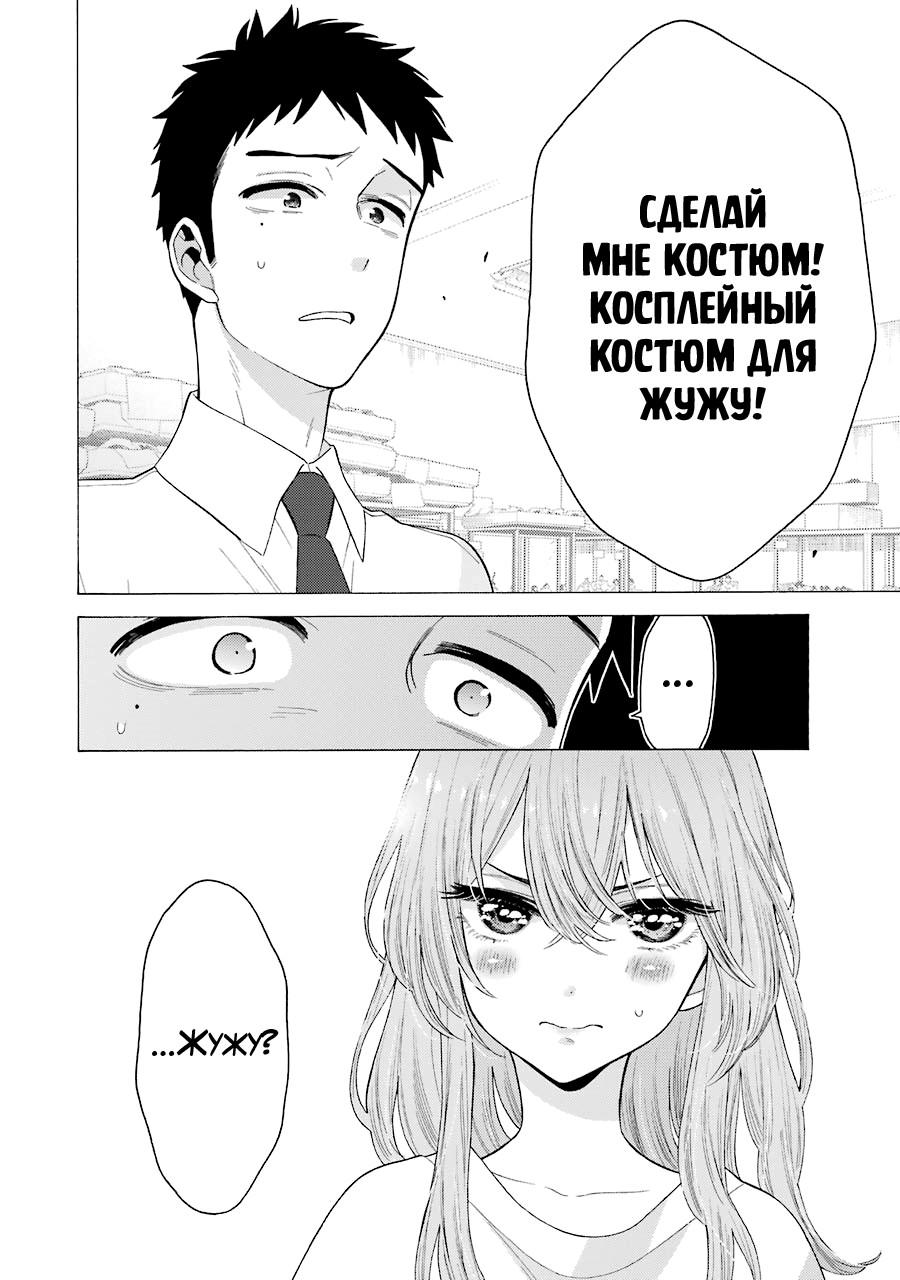 СДЕЛАЙ
МНЕ КОСТЮМ!
КОСПЛЕЙНЫЙ
КОСТЮМ ДЛЯ
ЖУЖУ!
...
...ЖУЖУ?